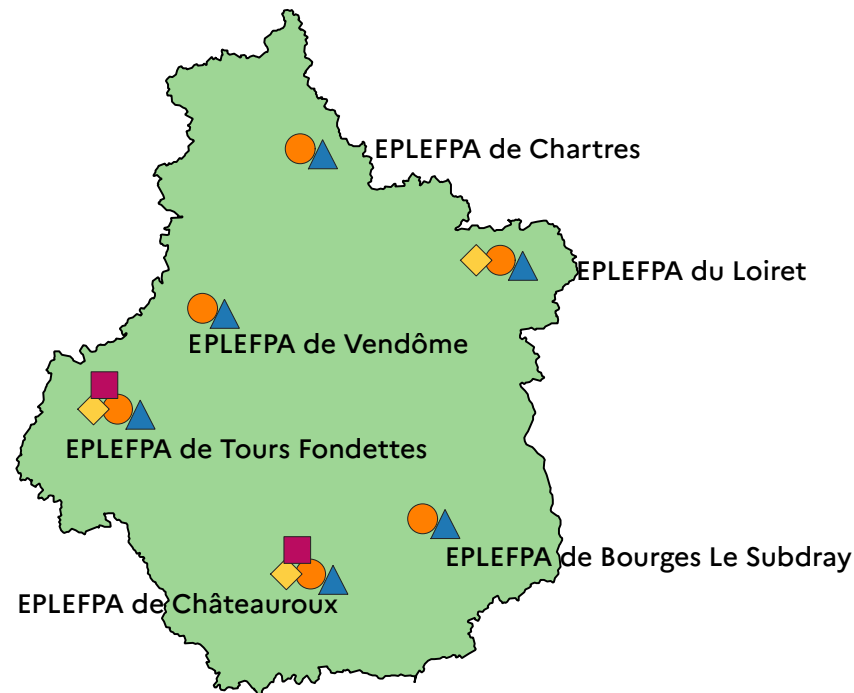 EPLEFPA de Chartres
EPLEFPA du Loiret
EPLEFPA de Vendôme
EPLEFPA de Tours Fondettes
EPLEFPA de Bourges Le Subdray
EPLEFPA de Châteauroux